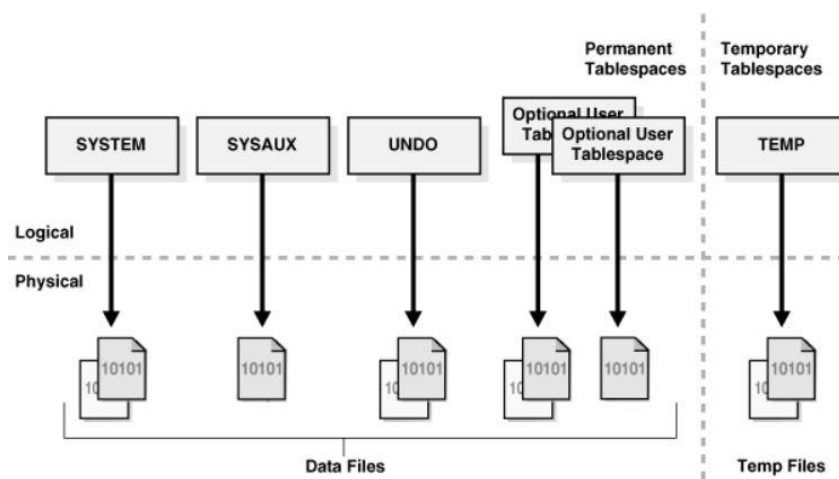 Permanent
Tablespaces
Temporary
Tablespaces
SYSTEM
SYSAUX
UNDO
Optional User
Optional User
Tablespace
TEMP
Logical
Physical
10101
10101
10101
10101
10101
10101
Data Files
Temp Files